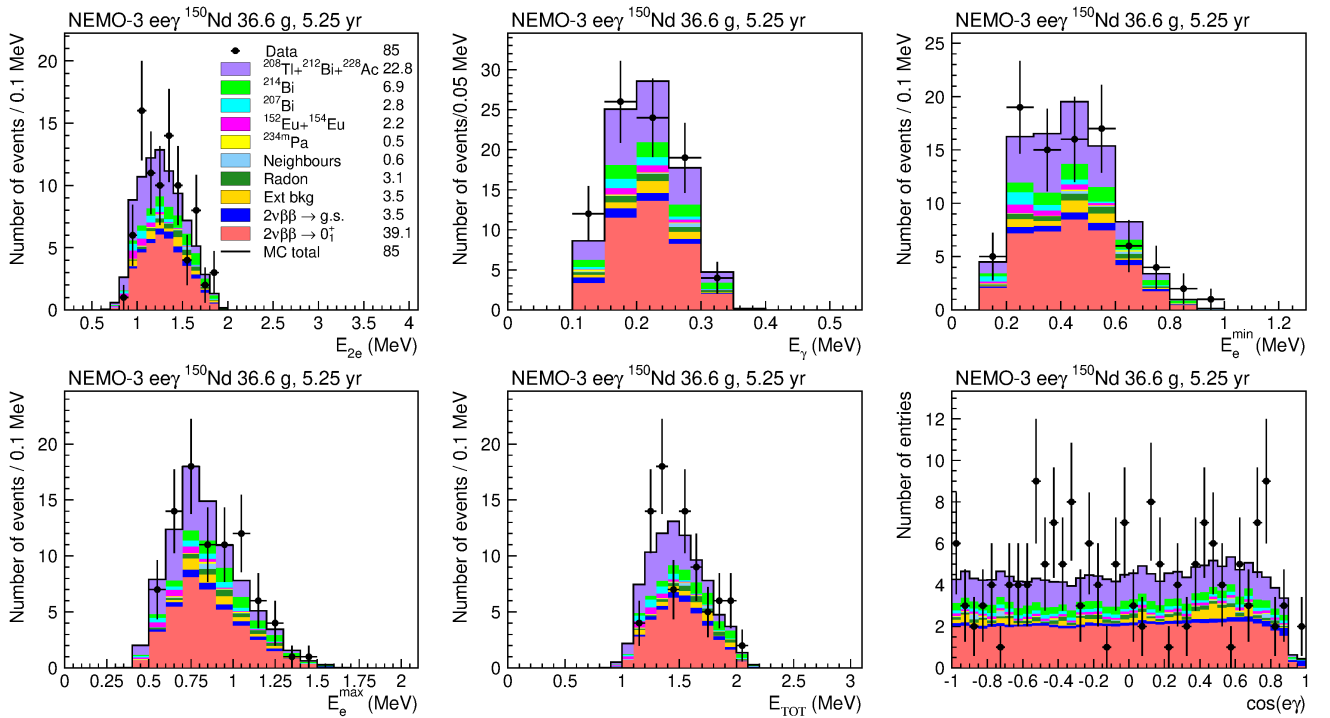 NEMO-3 eeγ ¹⁵⁰Nd 36.6 g, 5.25 yr
Number of events / 0.1 MeV
20
15
10
5
0
Data 85
²⁰⁸Tl+²¹²Bi+²²⁸Ac 22.8
²¹⁴Bi 6.9
²⁰⁷Bi 2.8
¹⁵²Eu+¹⁵⁴Eu 2.2
²³⁴ᵐPa 0.5
Neighbours 0.6
Radon 3.1
Ext bkg 3.5
2νββ → g.s. 3.5
2νββ → 0₁⁺ 39.1
MC total 85
0.5 1 1.5 2 2.5 3 3.5 4
E₂ₑ (MeV)
NEMO-3 eeγ ¹⁵⁰Nd 36.6 g, 5.25 yr
Number of events/0.05 MeV
30
25
20
15
10
5
0
0 0.1 0.2 0.3 0.4 0.5
Eᵧ (MeV)
NEMO-3 eeγ ¹⁵⁰Nd 36.6 g, 5.25 yr
Number of events / 0.1 MeV
25
20
15
10
5
0
0 0.2 0.4 0.6 0.8 1 1.2
Eₑᵐⁱⁿ (MeV)
NEMO-3 eeγ ¹⁵⁰Nd 36.6 g, 5.25 yr
Number of events / 0.1 MeV
20
15
10
5
0
0 0.25 0.5 0.75 1 1.25 1.5 1.75 2
Eₑᵐᵃˣ (MeV)
NEMO-3 eeγ ¹⁵⁰Nd 36.6 g, 5.25 yr
Number of events / 0.1 MeV
20
15
10
5
0
0 0.5 1 1.5 2 2.5 3
E_TOT (MeV)
NEMO-3 eeγ ¹⁵⁰Nd 36.6 g, 5.25 yr
Number of entries
12
10
8
6
4
2
0
-1 -0.8 -0.6 -0.4 -0.2 0 0.2 0.4 0.6 0.8 1
cos(eγ)